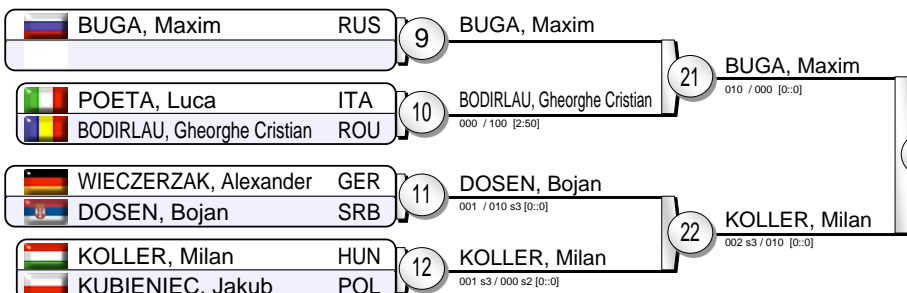 BUGA, Maxim RUS
9
BUGA, Maxim
POETA, Luca ITA
BODIRLAU, Gheorghe Cristian ROU
10
BODIRLAU, Gheorghe Cristian
000 / 100 [2:50]
21
BUGA, Maxim
010 / 000 [0::0]
WIECZERZAK, Alexander GER
DOSEN, Bojan SRB
11
DOSEN, Bojan
001 / 010 s3 [0::0]
KOLLER, Milan HUN
KUBIENIEC, Jakub POL
12
KOLLER, Milan
001 s3 / 000 s2 [0::0]
22
KOLLER, Milan
002 s3 / 010 [0::0]